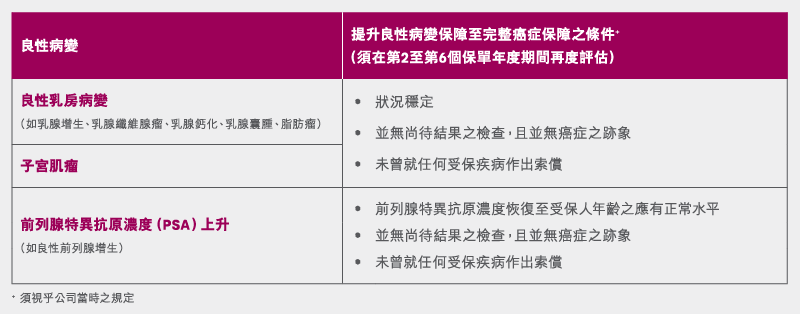 良性病變
提升良性病變保障至完整癌症保障之條件+
(須在第2至第6個保單年度期間再度評估)
良性乳房病變
(如乳腺增生、乳腺纖維腺瘤、乳腺鈣化、乳腺囊腫、脂肪瘤)
子宮肌瘤
• 狀況穩定
• 並無尚待結果之檢查，且並無癌症之跡象
• 未曾就任何受保疾病作出索償
前列腺特異抗原濃度 (PSA) 上升
(如良性前列腺增生)
• 前列腺特異抗原濃度恢復至受保人年齡之應有正常水平
• 並無尚待結果之檢查，且並無癌症之跡象
• 未曾就任何受保疾病作出索償
+ 須視乎公司當時之規定